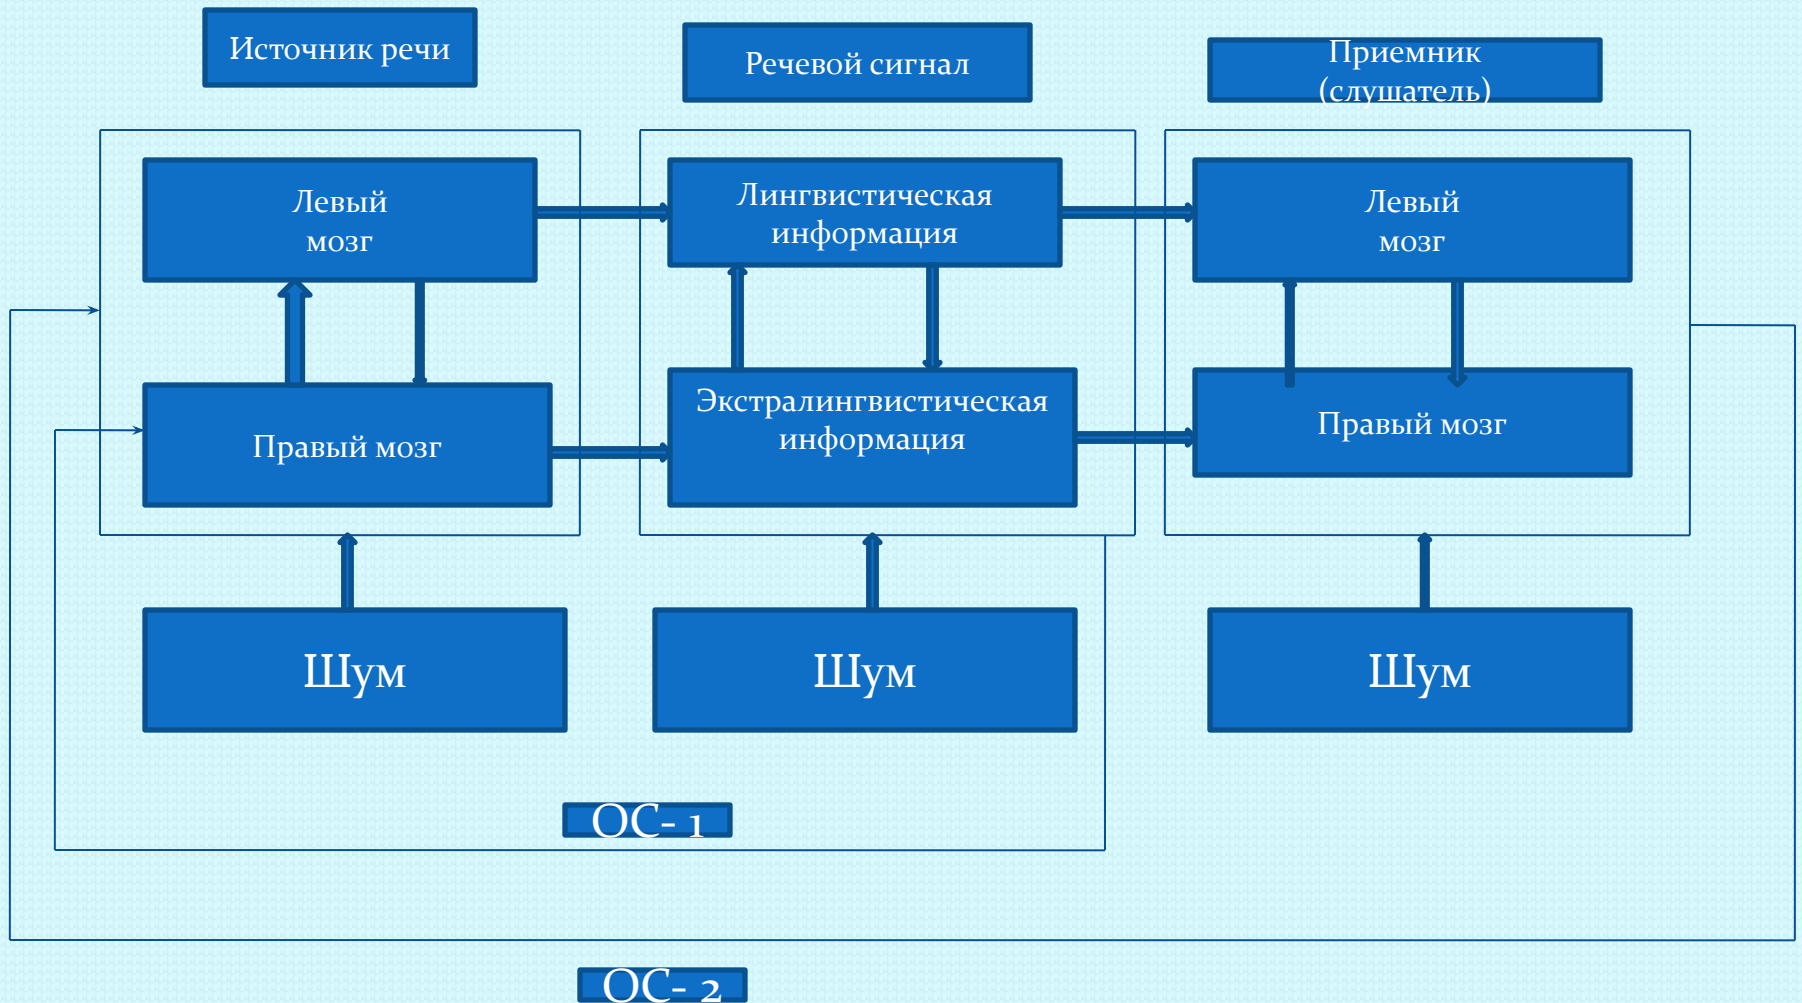 Источник речи
Речевой сигнал
Приемник
(слушатель)
Левый
мозг
Лингвистическая
информация
Левый
мозг
Правый мозг
Экстралингвистическая
информация
Правый мозг
Шум
Шум
Шум
ОС- 1
ОС- 2